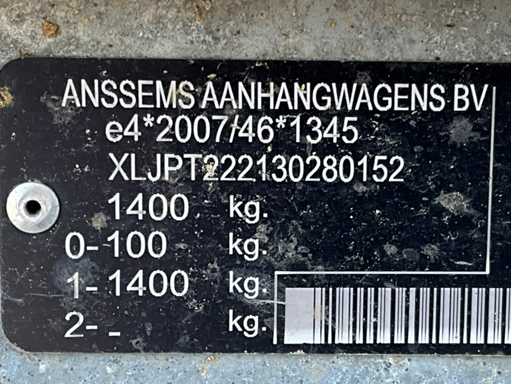 ANSSEMS AANHANGWAGENS BV
e4*2007/46*1345
XLJPT222130280152
1400 kg.
0- 100 kg.
1- 1400 kg.
2- - kg.